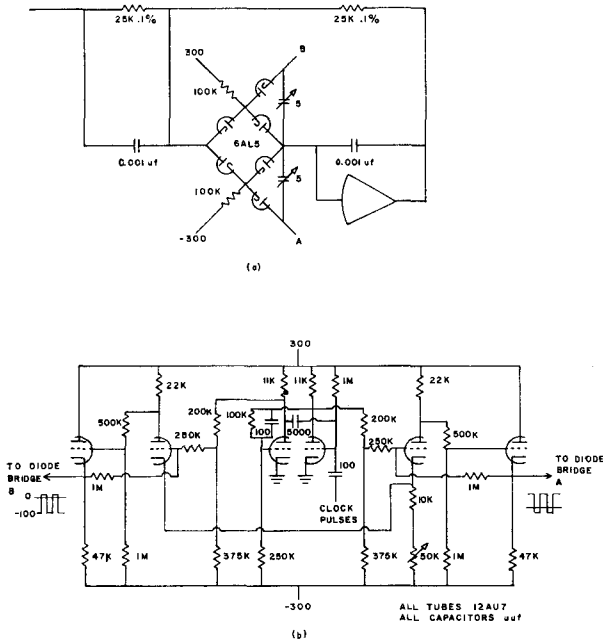 25K .1%
25K .1%
300
B
100K
5
6AL5
0.001 uf
0.001 uf
5
100K
-300
A
(a)
300
22K
11K
11K
1M
22K
500K
200K
100K
100
5000
200K
500K
250K
250K
TO DIODE
BRIDGE
B
0
-100
1M
100
CLOCK
PULSES
10K
1M
TO DIODE
BRIDGE
A
47K
1M
375K
250K
375K
50K
1M
47K
-300
ALL TUBES 12AU7
ALL CAPACITORS uuf
(b)